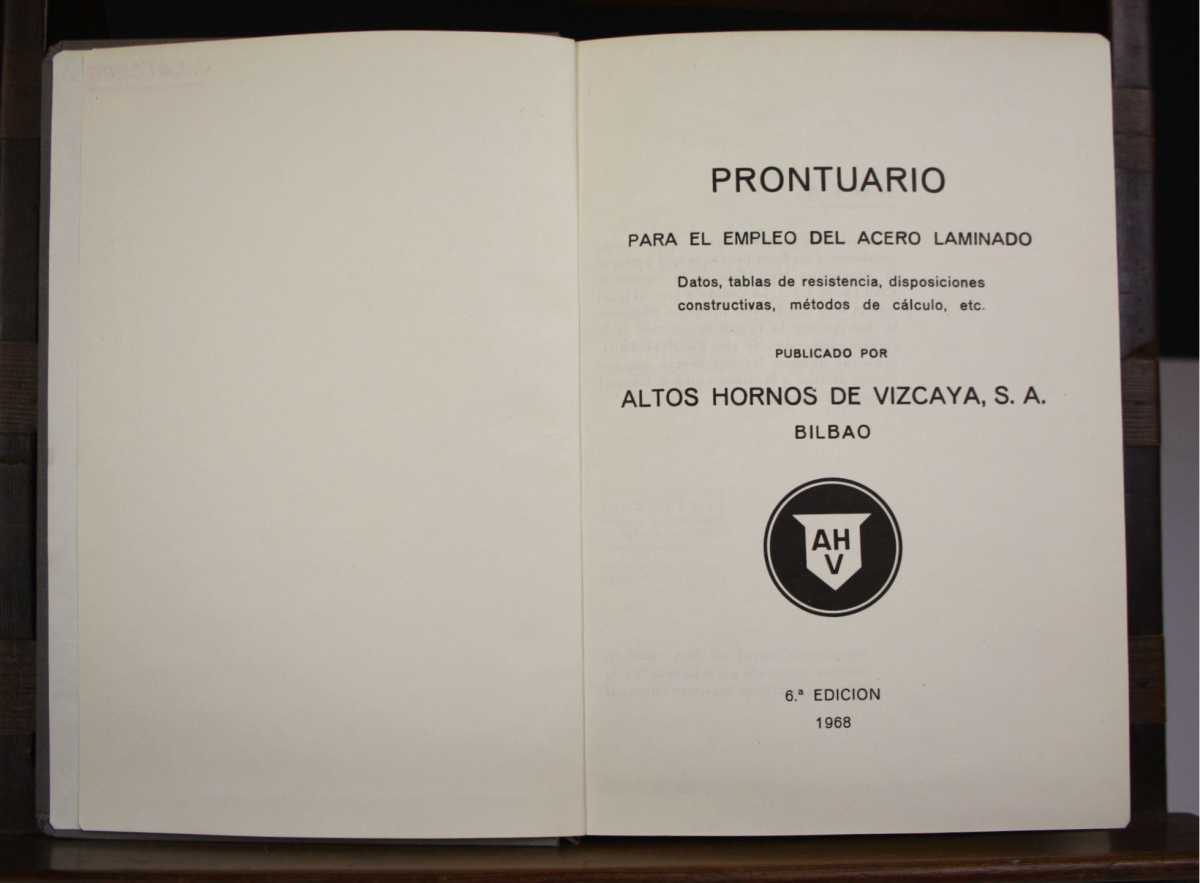 PRONTUARIO
PARA EL EMPLEO DEL ACERO LAMINADO
Datos, tablas de resistencia, disposiciones
constructivas, métodos de cálculo, etc.
PUBLICADO POR
ALTOS HORNOS DE VIZCAYA, S. A.
BILBAO
AH
V
6.ª EDICION
1968